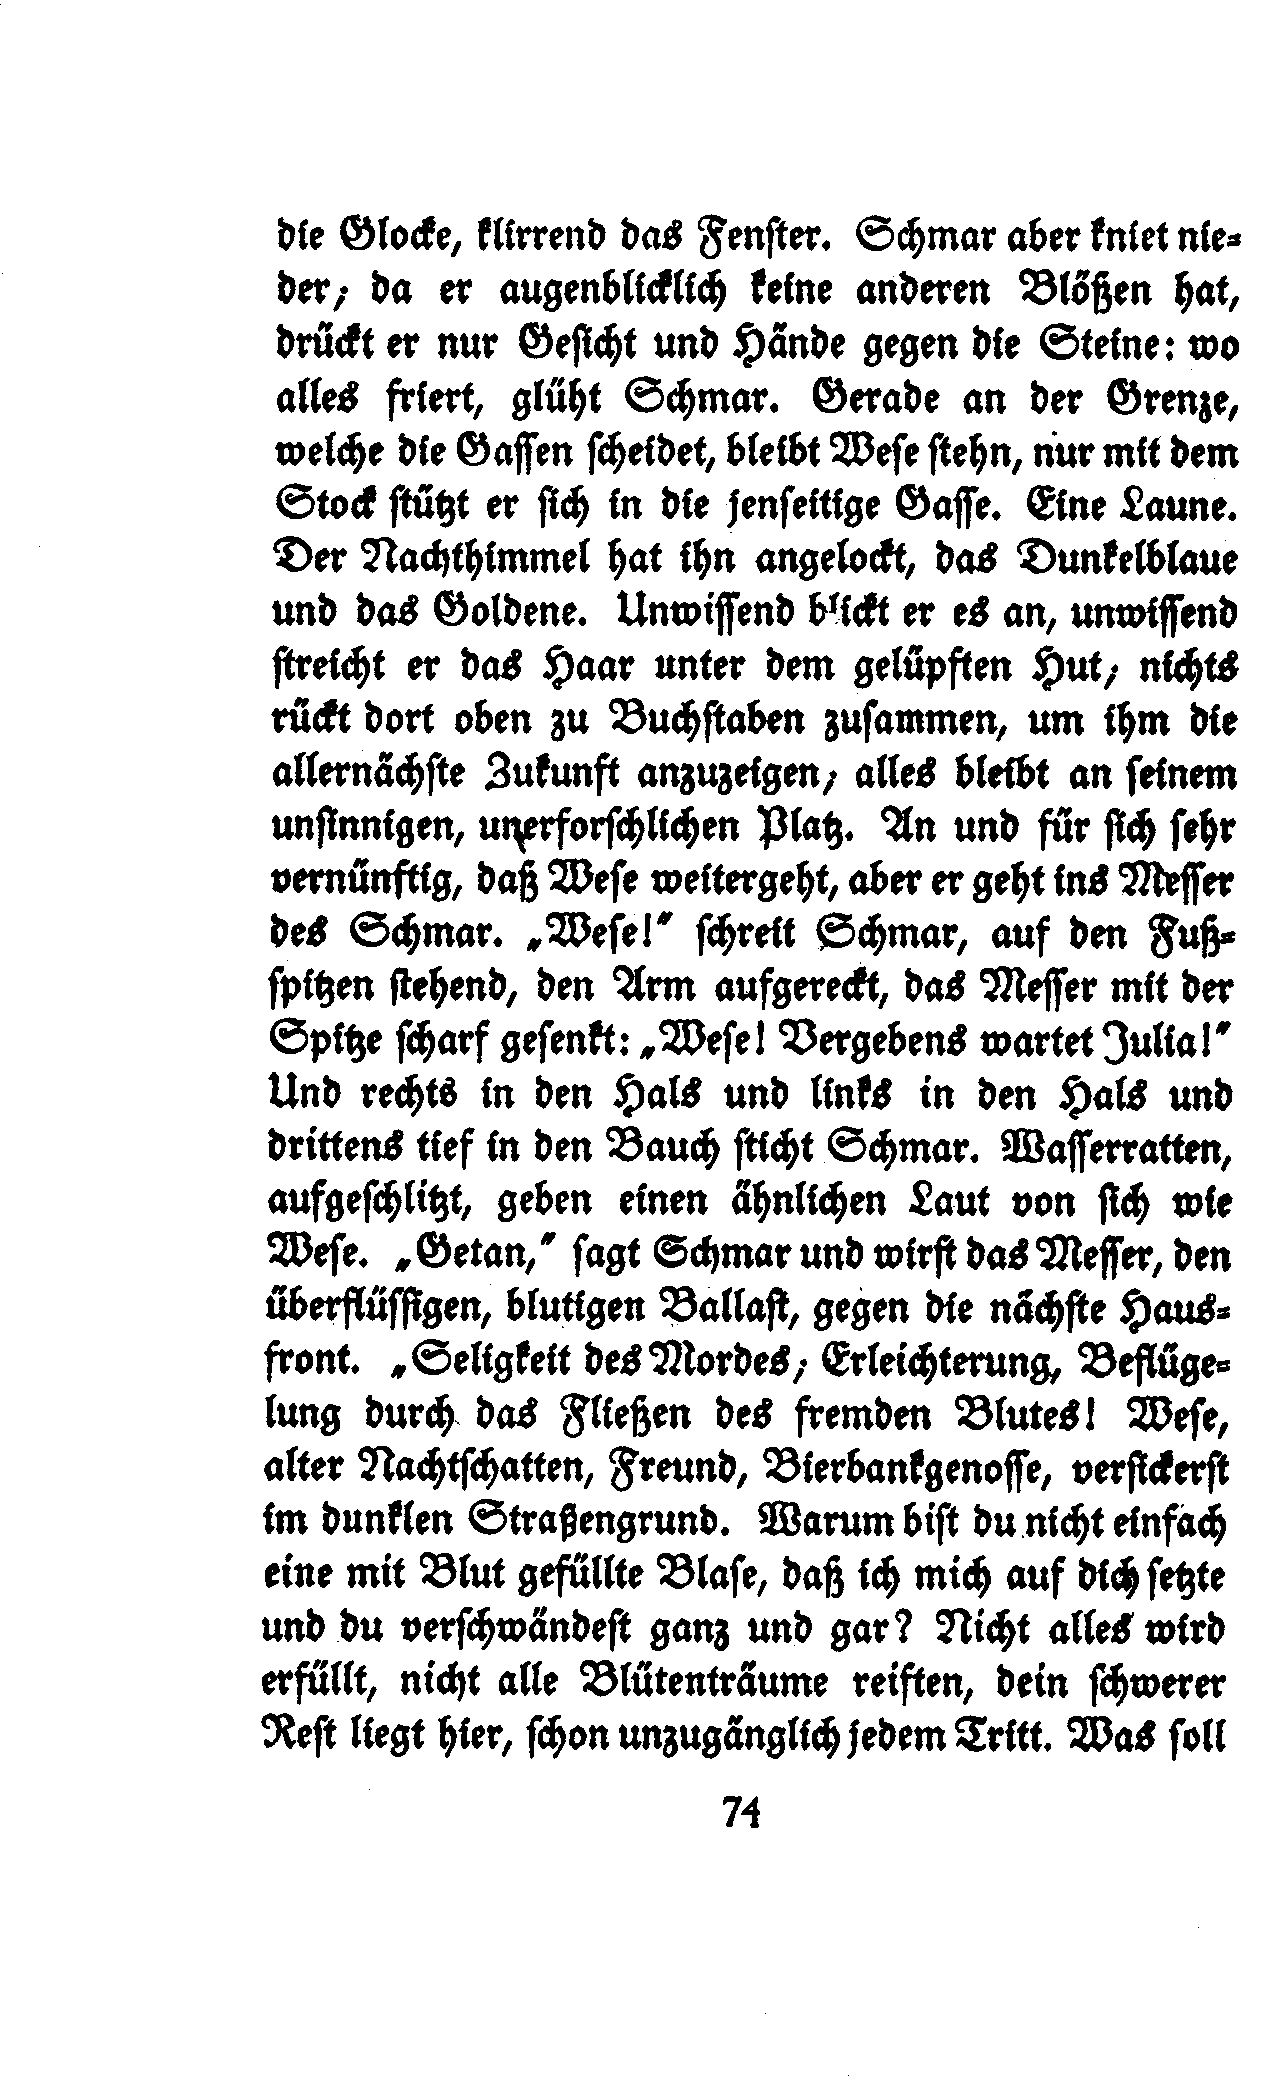 die Glocke, klirrend das Fenster. Schmar aber kniet nie-
der; da er augenblicklich keine anderen Blößen hat,
drückt er nur Gesicht und Hände gegen die Steine: wo
alles friert, glüht Schmar. Gerade an der Grenze,
welche die Gassen scheidet, bleibt Wese stehn, nur mit dem
Stock stützt er sich in die jenseitige Gasse. Eine Laune.
Der Nachthimmel hat ihn angelockt, das Dunkelblaue
und das Goldene. Unwissend blickt er es an, unwissend
streicht er das Haar unter dem gelüpften Hut; nichts
rückt dort oben zu Buchstaben zusammen, um ihm die
allernächste Zukunft anzuzeigen; alles bleibt an seinem
unsinnigen, unerforschlichen Platz. An und für sich sehr
vernünftig, daß Wese weitergeht, aber er geht ins Messer
des Schmar. „Wese!" schreit Schmar, auf den Fuß-
spitzen stehend, den Arm aufgereckt, das Messer mit der
Spitze scharf gesenkt: „Wese! Vergebens wartet Julia!"
Und rechts in den Hals und links in den Hals und
drittens tief in den Bauch sticht Schmar. Wasserratten,
aufgeschlitzt, geben einen ähnlichen Laut von sich wie
Wese. „Getan," sagt Schmar und wirft das Messer, den
überflüssigen, blutigen Ballast, gegen die nächste Haus-
front. „Seligkeit des Mordes; Erleichterung, Beflüge-
lung durch das Fließen des fremden Blutes! Wese,
alter Nachtschatten, Freund, Bierbankgenosse, versickerst
im dunklen Straßengrund. Warum bist du nicht einfach
eine mit Blut gefüllte Blase, daß ich mich auf dich setzte
und du verschwändest ganz und gar? Nicht alles wird
erfüllt, nicht alle Blütenträume reiften, dein schwerer
Rest liegt hier, schon unzugänglich jedem Tritt. Was soll
74